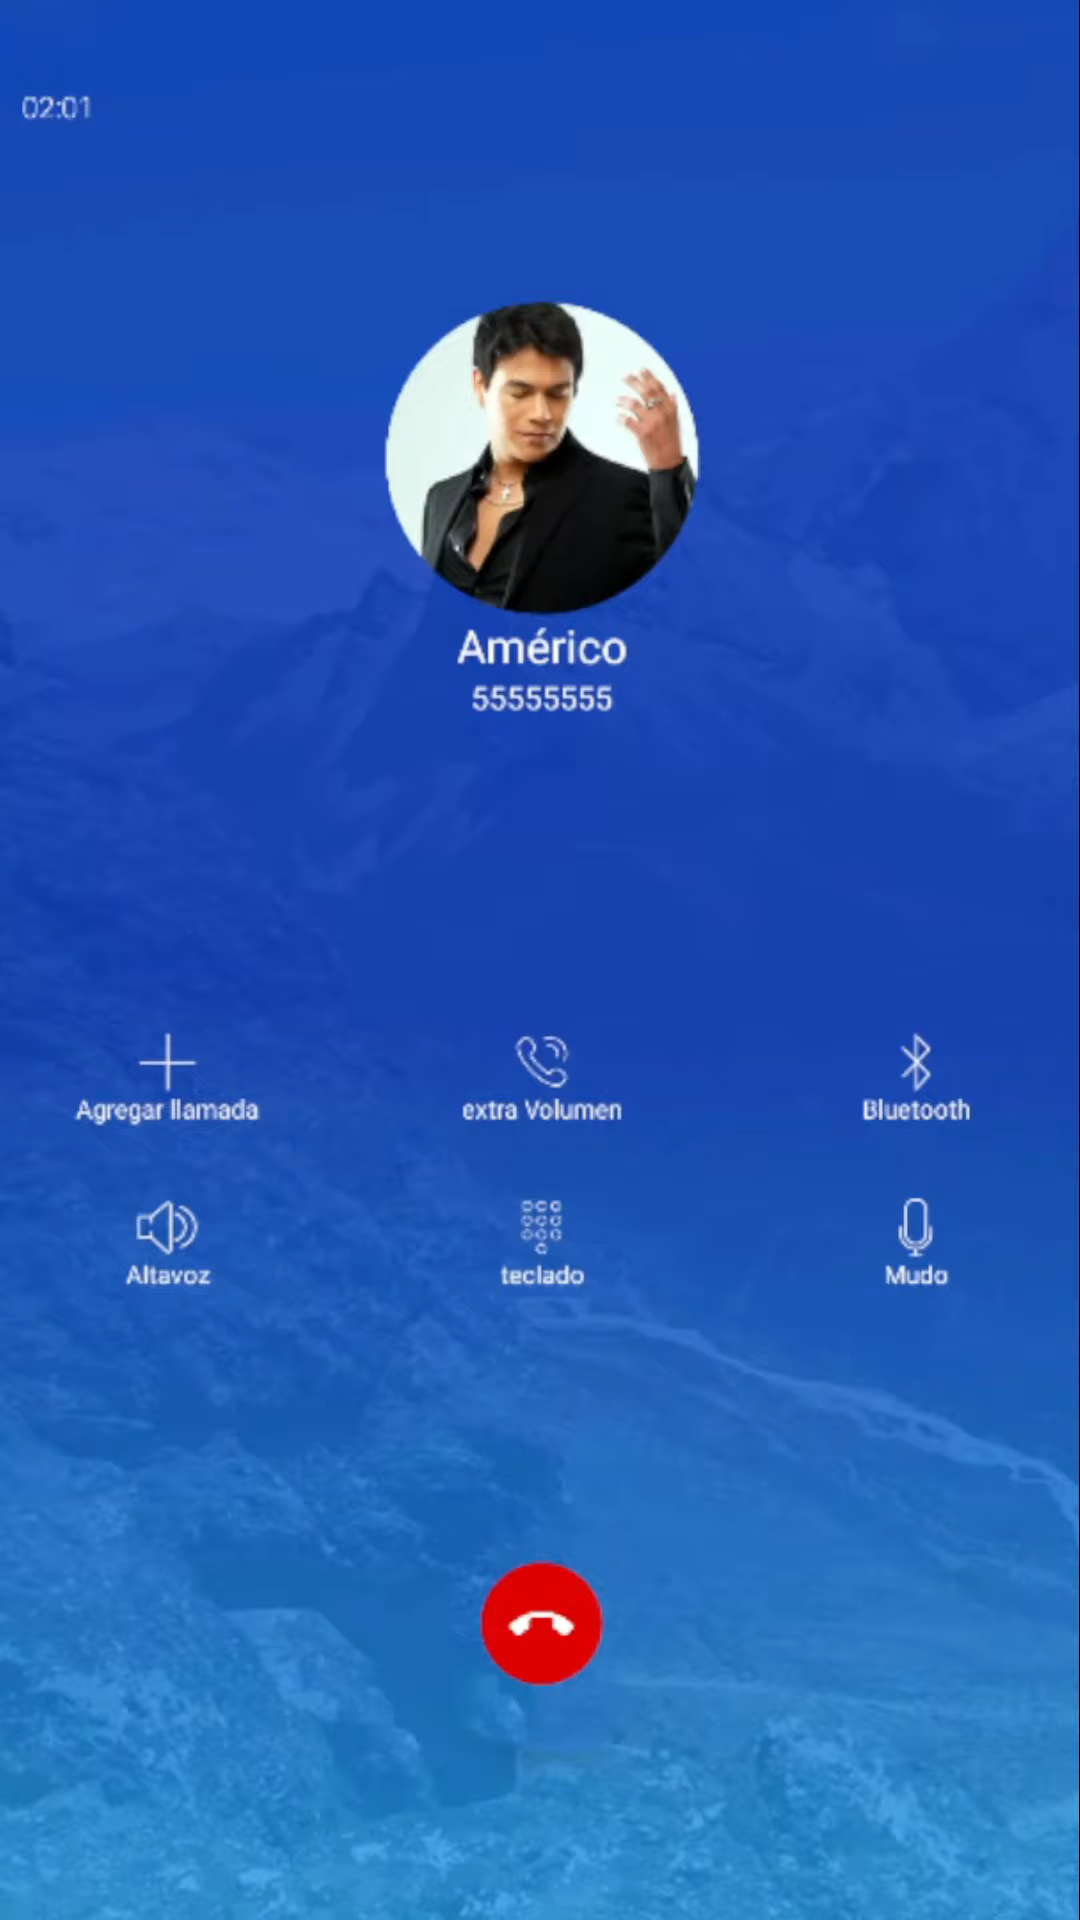 02:01
Américo
55555555
Agregar llamada
extra Volumen
Bluetooth
Altavoz
teclado
Mudo